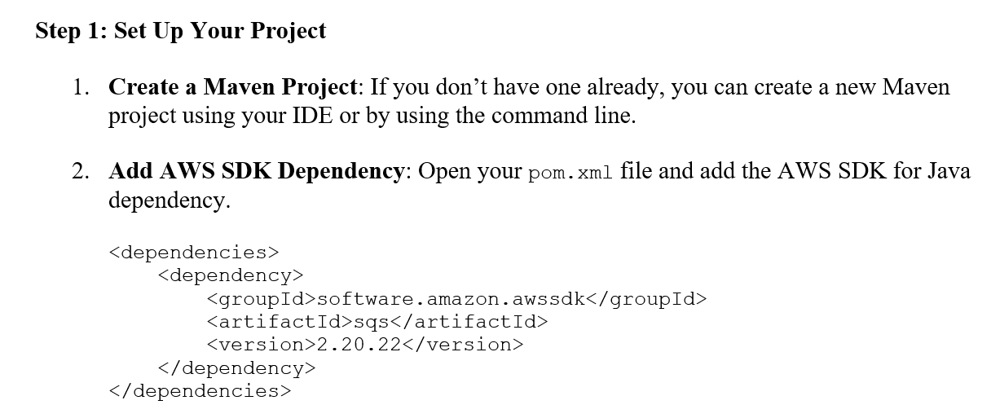 Step 1: Set Up Your Project
1. Create a Maven Project: If you don’t have one already, you can create a new Maven
project using your IDE or by using the command line.
2. Add AWS SDK Dependency: Open your pom.xml file and add the AWS SDK for Java
dependency.
<dependencies>
    <dependency>
        <groupId>software.amazon.awssdk</groupId>
        <artifactId>sqs</artifactId>
        <version>2.20.22</version>
    </dependency>
</dependencies>